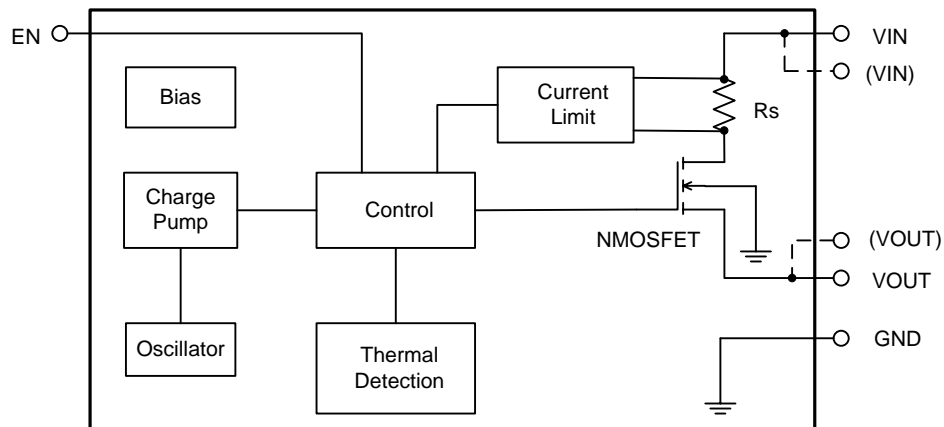 EN
VIN
(VIN)
Bias
Current
Limit
Rs
Charge
Pump
Control
NMOSFET
(VOUT)
VOUT
Oscillator
Thermal
Detection
GND